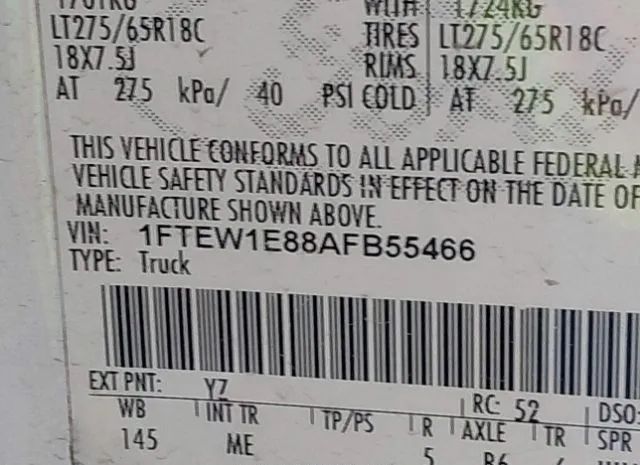 LT275/65R18C TIRES LT275/65R18C
18X7.5J RIMS 18X7.5J
AT 275 kPa/ 40 PSI COLD AT 275 kPa/
THIS VEHICLE CONFORMS TO ALL APPLICABLE FEDERAL
VEHICLE SAFETY STANDARDS IN EFFECT ON THE DATE OF
MANUFACTURE SHOWN ABOVE.
VIN: 1FTEW1E88AFB55466
TYPE: Truck
EXT PNT: YZ RC: 52 DSO:
WB INT TR TP/PS R AXLE TR SPR
145 ME 5 R6